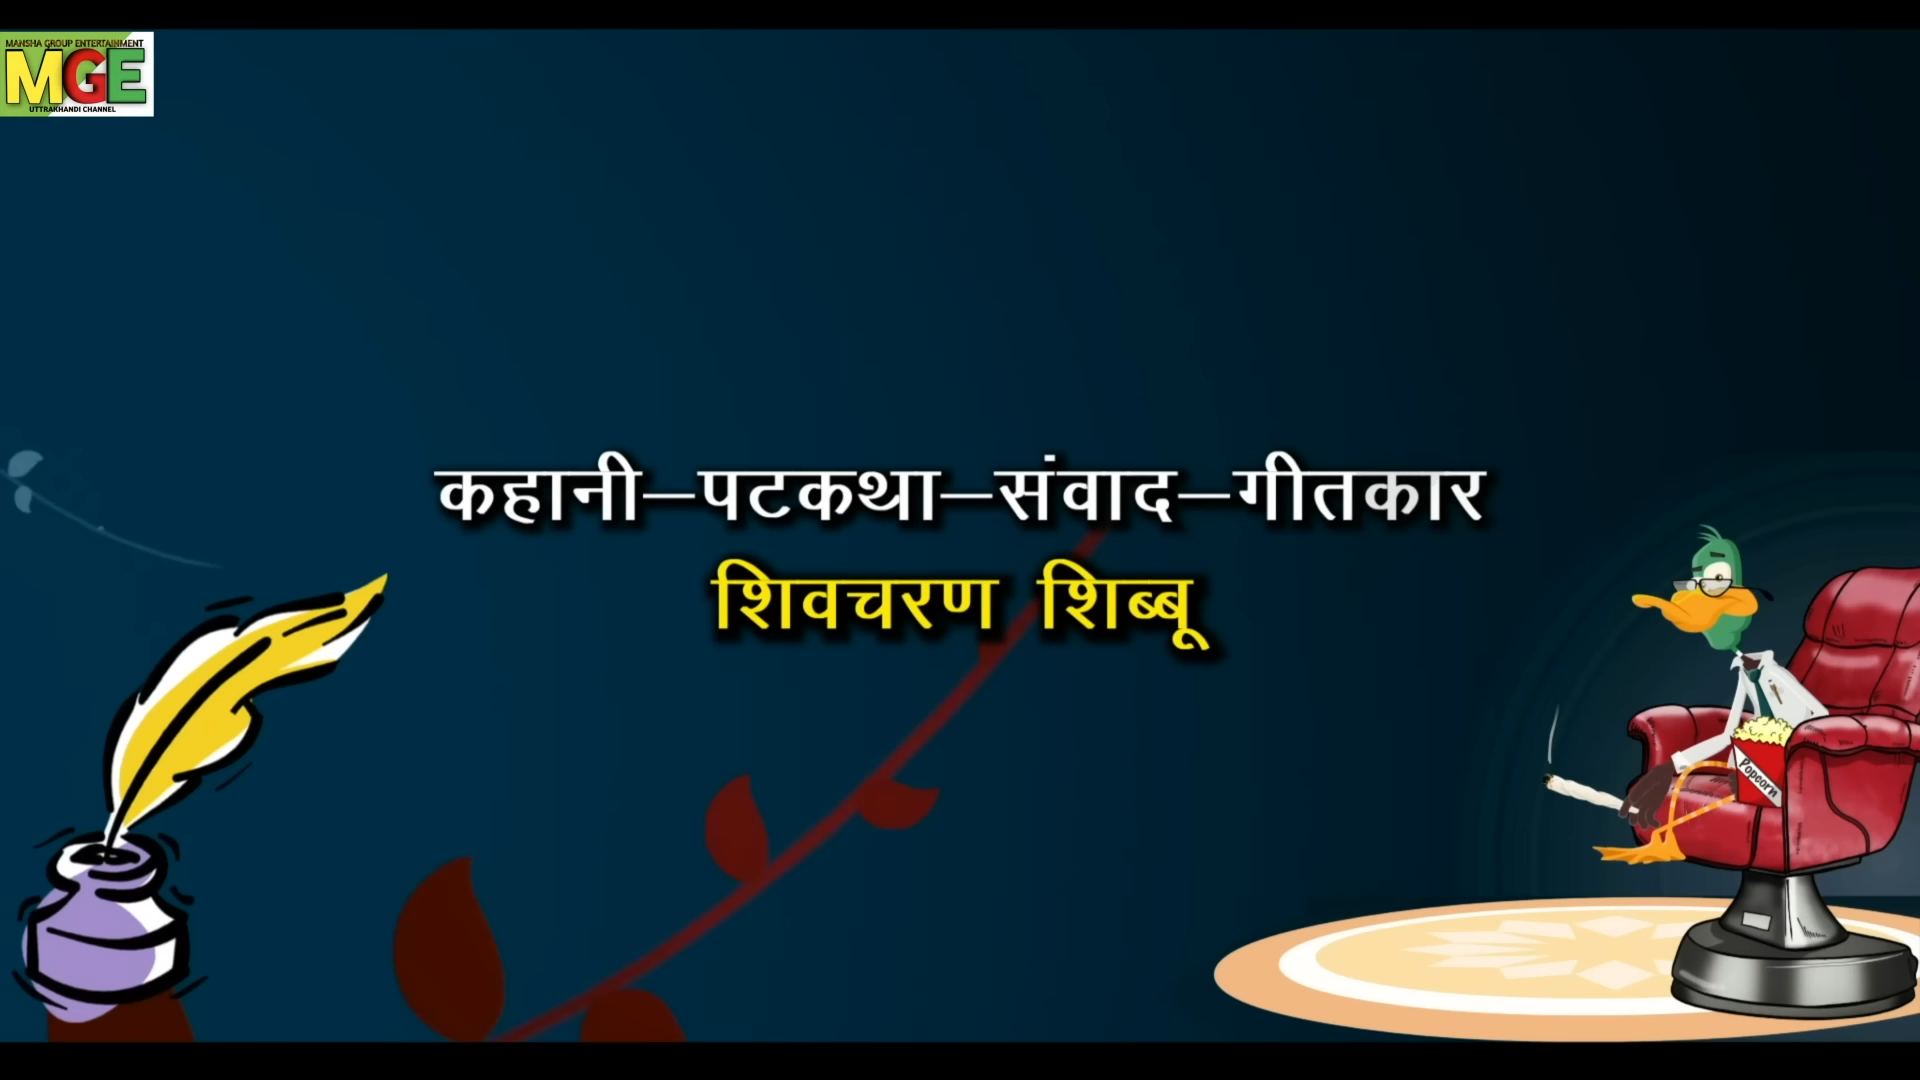 MANSHA GROUP ENTERTAINMENT
MGE
UTTRAKHANDI CHANNEL
कहानी–पटकथा–संवाद–गीतकार
शिवचरण शिब्बू
Popcorn